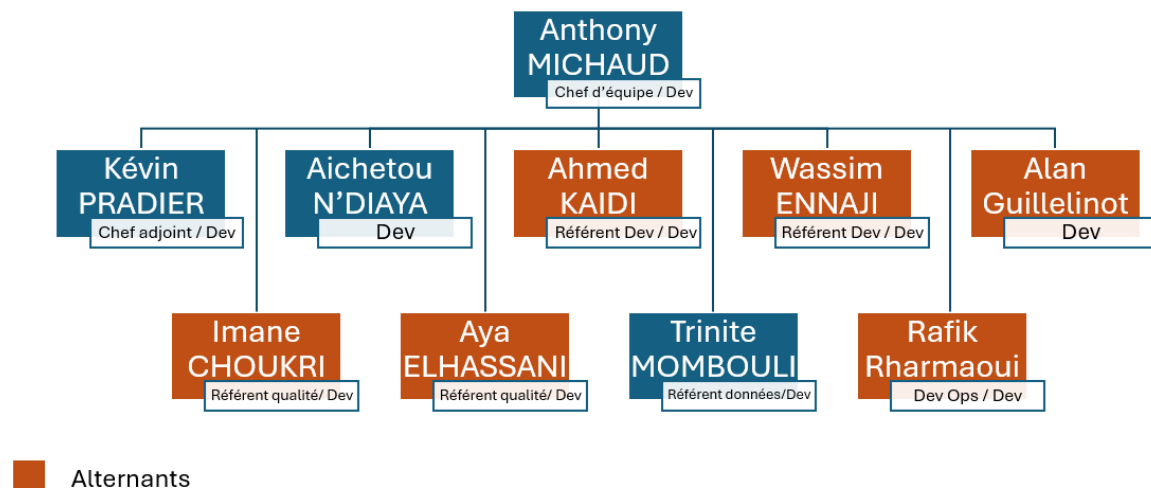 Anthony
MICHAUD
Chef d'équipe / Dev
Kévin
PRADIER
Chef adjoint / Dev
Aichetou
N'DIAYA
Dev
Ahmed
KAIDI
Référent Dev / Dev
Wassim
ENNAJI
Référent Dev / Dev
Alan
Guillelinot
Dev
Imane
CHOUKRI
Référent qualité/ Dev
Aya
ELHASSANI
Référent qualité/ Dev
Trinite
MOMBOULI
Référent données/Dev
Rafik
Rharmaoui
Dev Ops / Dev
Alternants